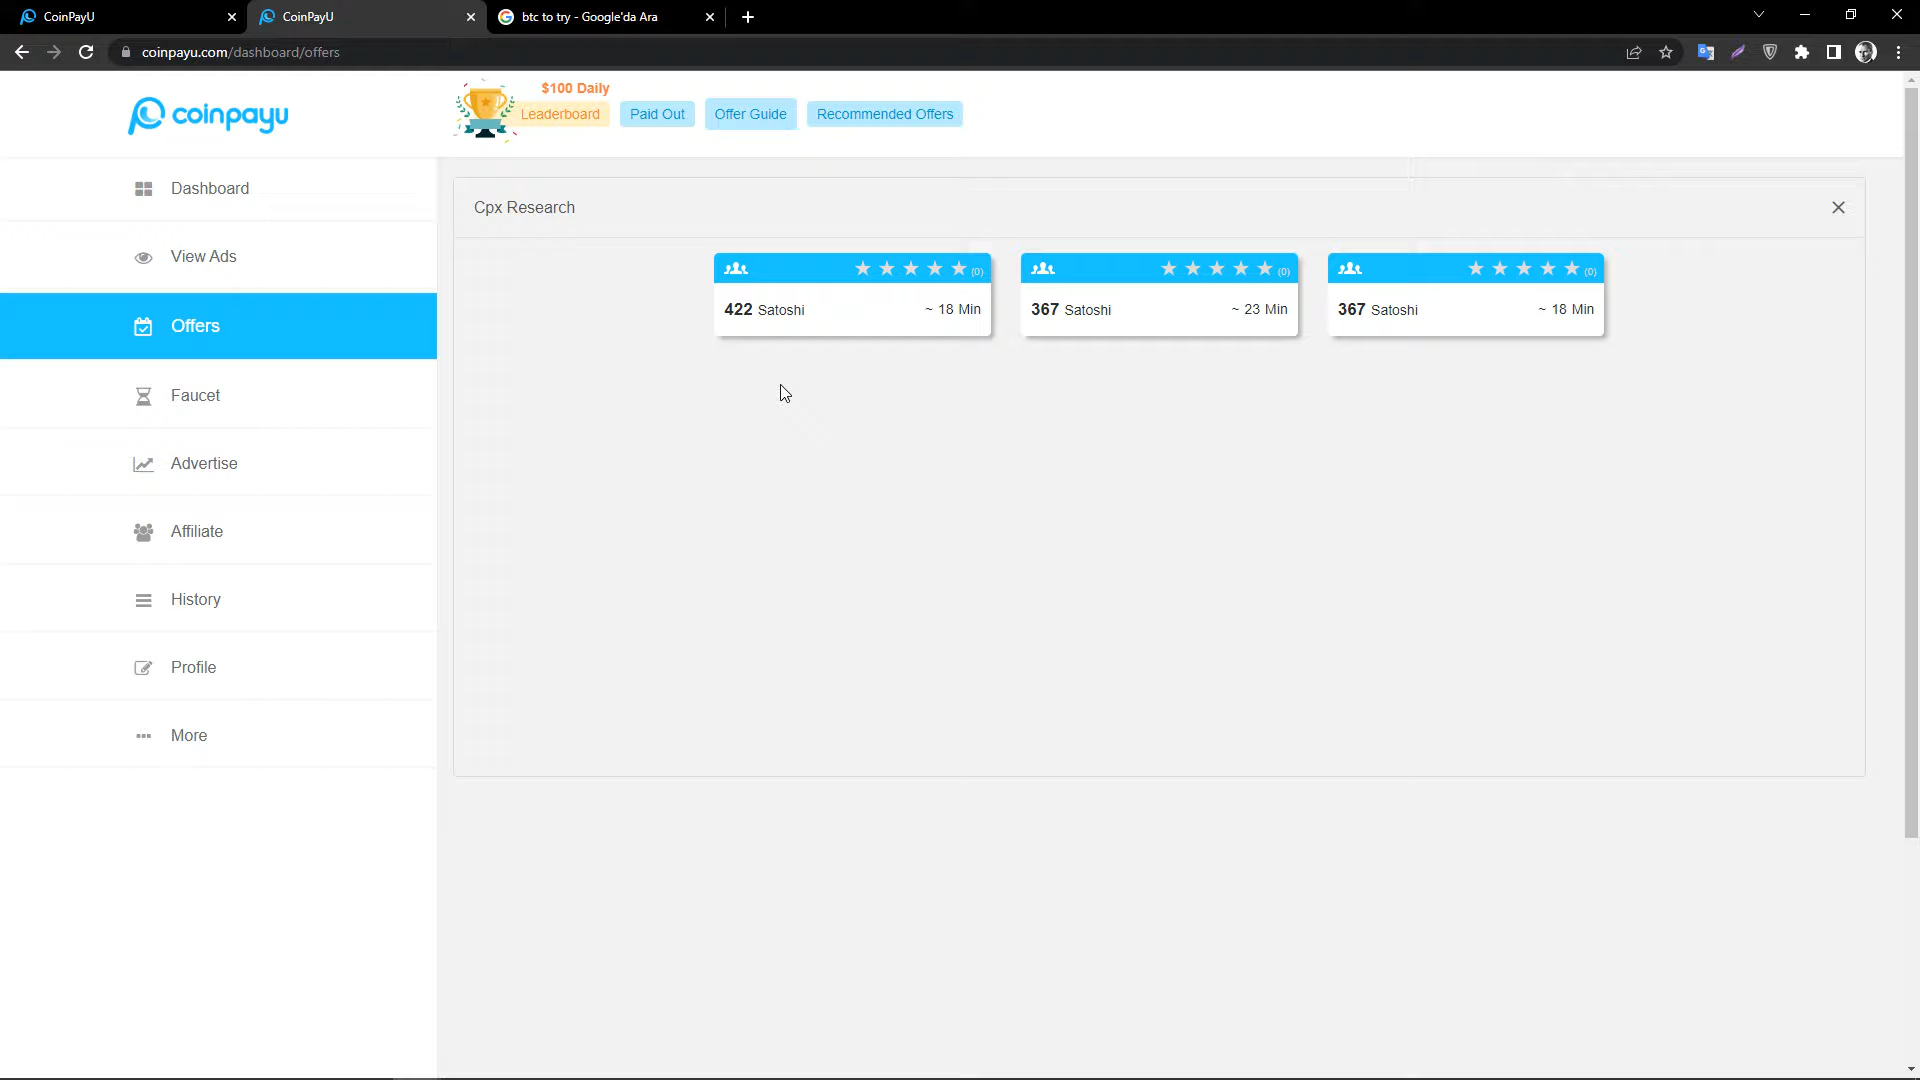 CoinPayU
CoinPayU
btc to try - Google'da Ara
coinpayu.com/dashboard/offers
coinpayu
$100 Daily
Leaderboard
Paid Out
Offer Guide
Recommended Offers
Dashboard
View Ads
Offers
Faucet
Advertise
Affiliate
History
Profile
More
Cpx Research
(0)
422 Satoshi ~ 18 Min
(0)
367 Satoshi ~ 23 Min
(0)
367 Satoshi ~ 18 Min